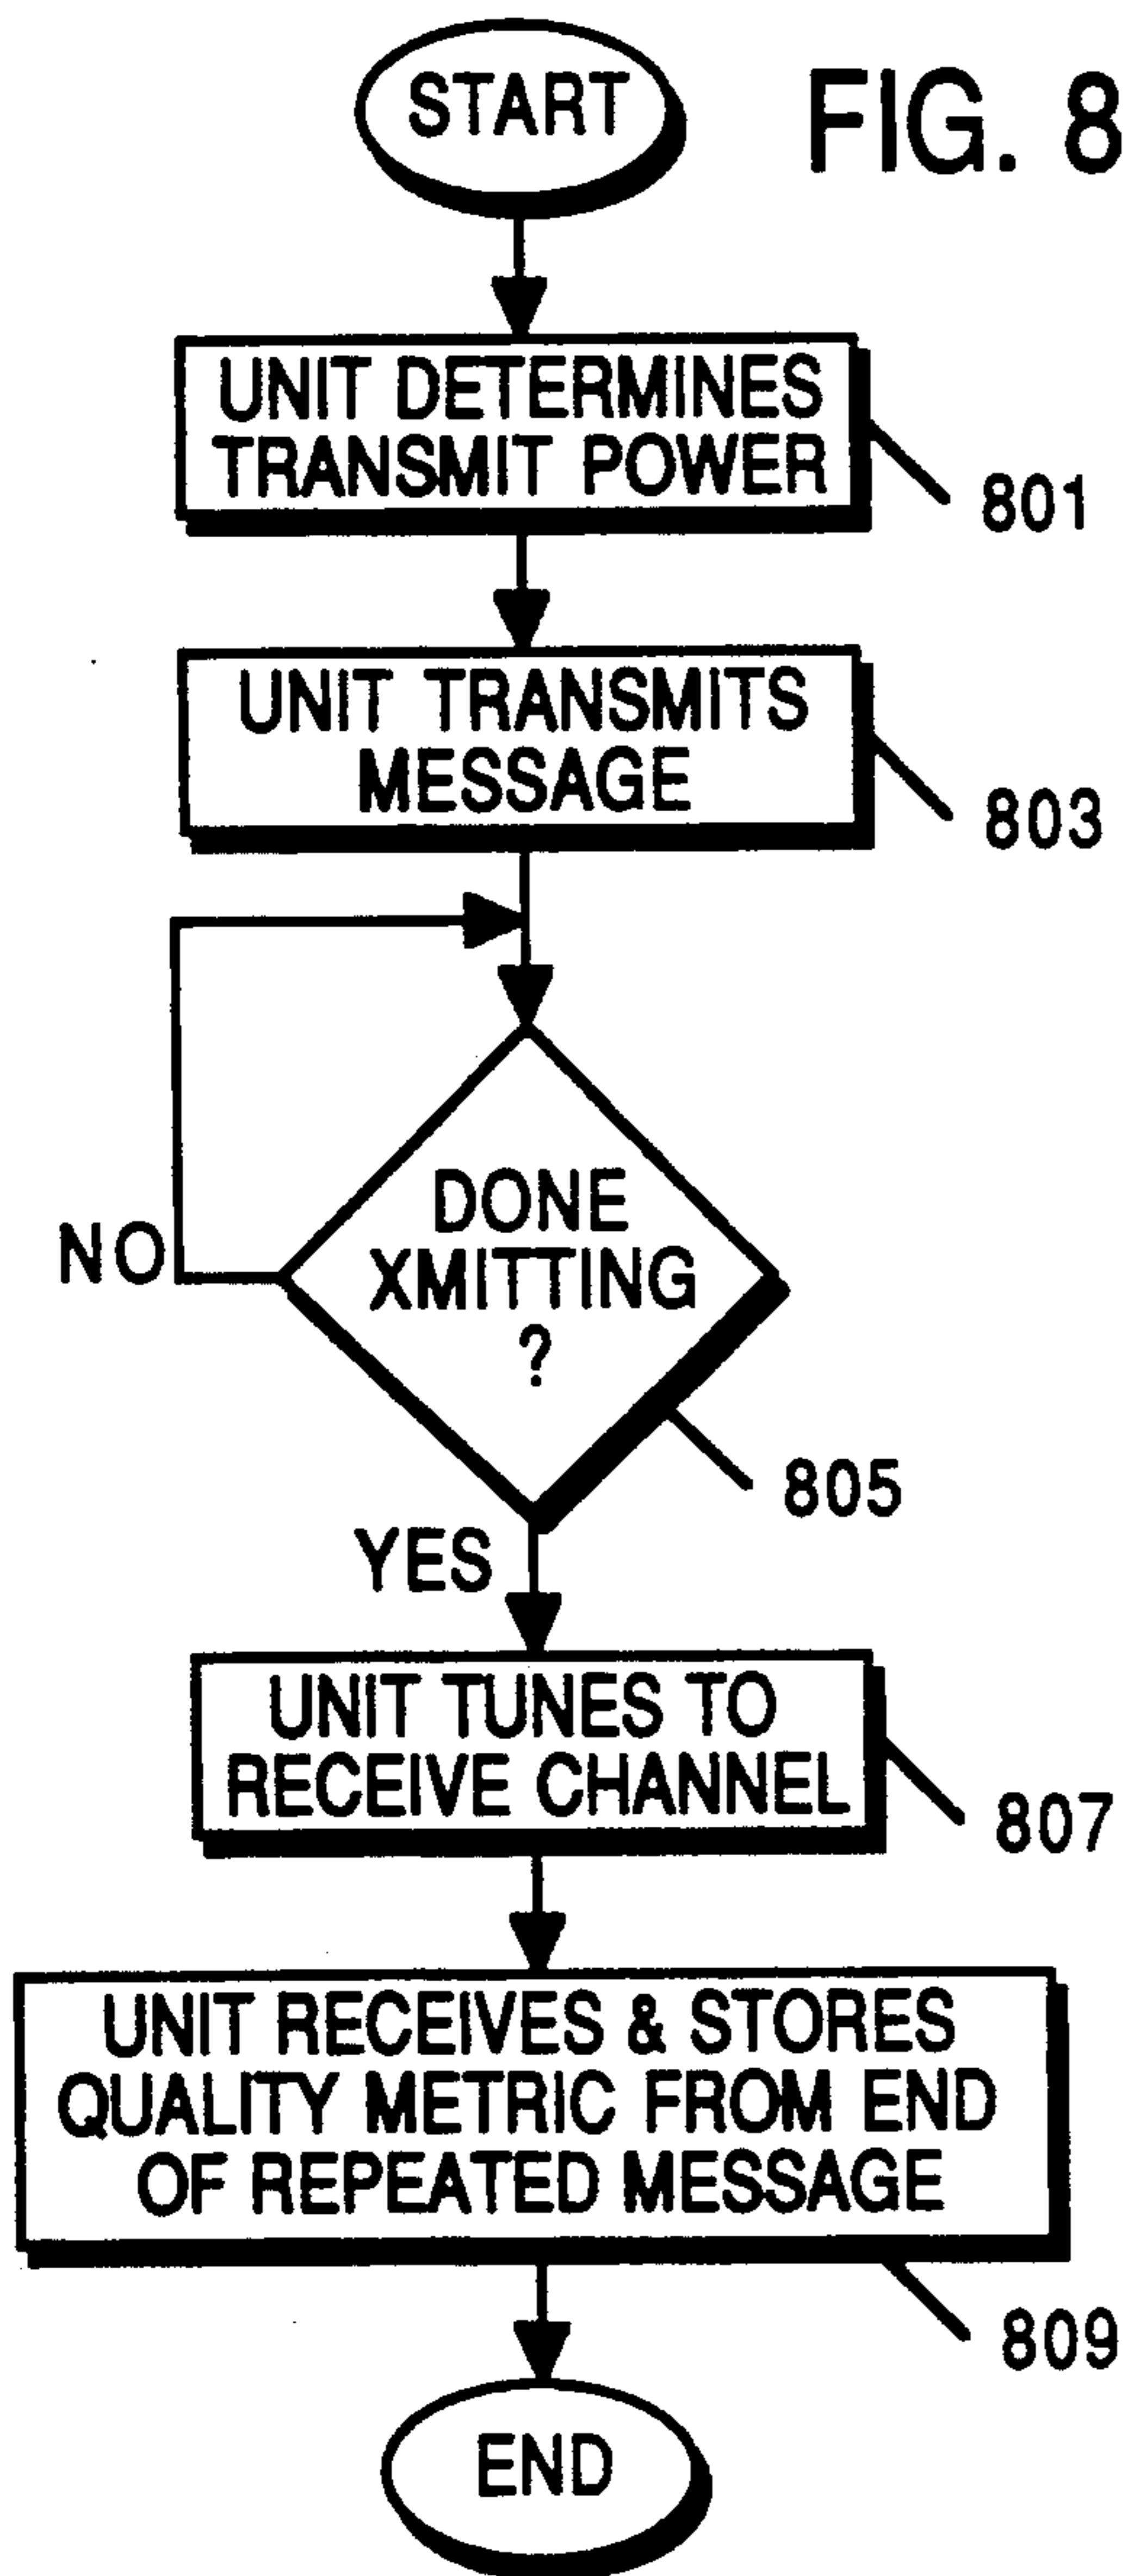 START
FIG. 8
UNIT DETERMINES
TRANSMIT POWER
801
UNIT TRANSMITS
MESSAGE
803
DONE
XMITTING
?
NO
805
YES
UNIT TUNES TO
RECEIVE CHANNEL
807
UNIT RECEIVES & STORES
QUALITY METRIC FROM END
OF REPEATED MESSAGE
809
END